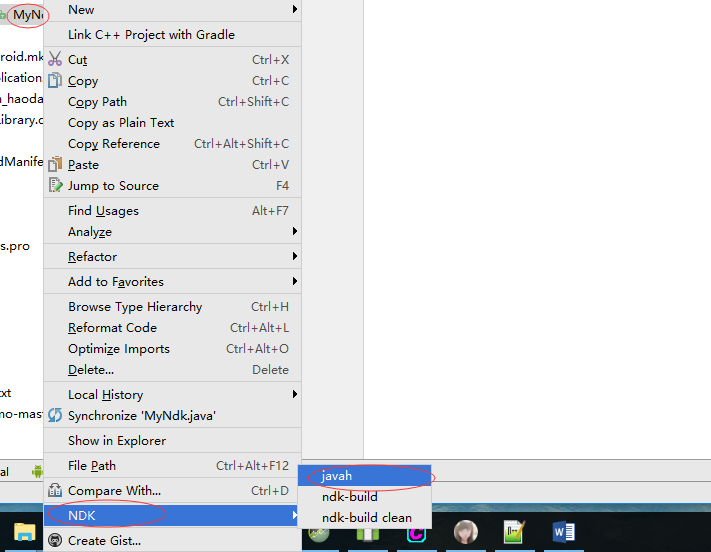 MyN
New
Link C++ Project with Gradle
roid.mk
Cut Ctrl+X
plication.
Copy Ctrl+C
_haoda
Copy Path Ctrl+Shift+C
Library.c
Copy as Plain Text
Copy Reference Ctrl+Alt+Shift+C
dManife
Paste Ctrl+V
Jump to Source F4
Find Usages Alt+F7
Analyze
s.pro
Refactor
Add to Favorites
Browse Type Hierarchy Ctrl+H
Reformat Code Ctrl+Alt+L
Optimize Imports Ctrl+Alt+O
Delete... Delete
txt
Local History
mo-mas
Synchronize 'MyNdk.java'
Show in Explorer
al
File Path Ctrl+Alt+F12
javah
Compare With... Ctrl+D
ndk-build
NDK
ndk-build clean
Create Gist...